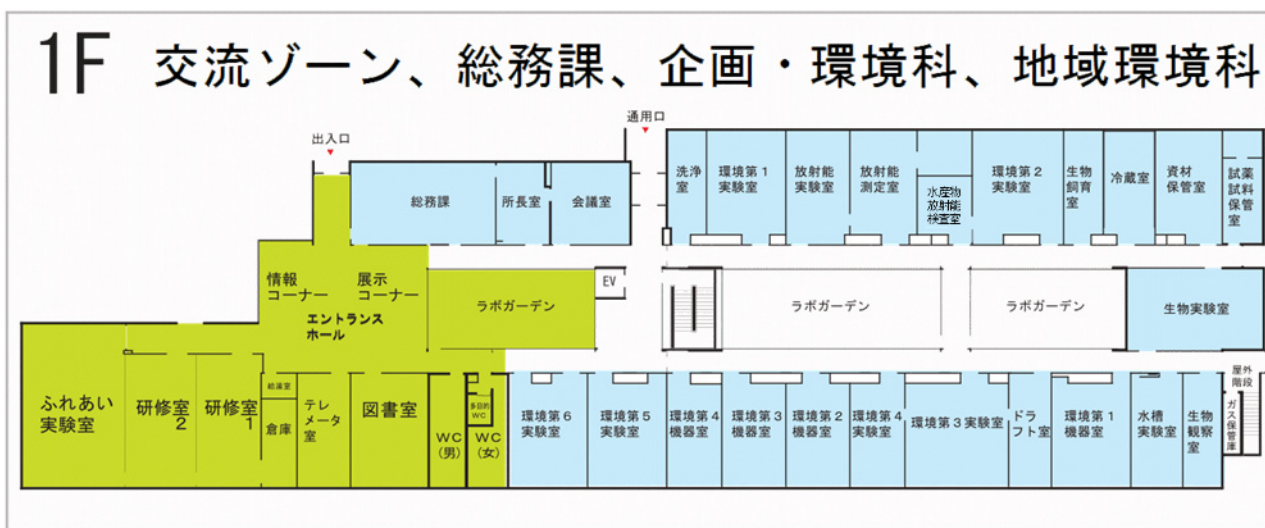 1F 交流ゾーン、総務課、企画・環境科、地域環境科
通用口
出入口
総務課
所長室
会議室
洗浄
室
環境第1
実験室
放射能
実験室
放射能
測定室
水産物
放射能
検査室
環境第2
実験室
生物
飼育
室
冷蔵室
資材
保管室
試薬
試料
保管
室
情報
コーナー
展示
コーナー
エントランス
ホール
ラボガーデン
EV
ラボガーデン
ラボガーデン
生物実験室
ふれあい
実験室
研修室
2
研修室
1
給湯室
倉庫
テレ
メータ
室
図書室
WC
(男)
多目的
WC
WC
(女)
環境第6
実験室
環境第5
実験室
環境第4
機器室
環境第3
機器室
環境第2
機器室
環境第4
実験室
環境第3実験室
ドラ
フト室
環境第1
機器室
水槽
実験室
生物
観察
室
屋外
階段
ガス保管庫